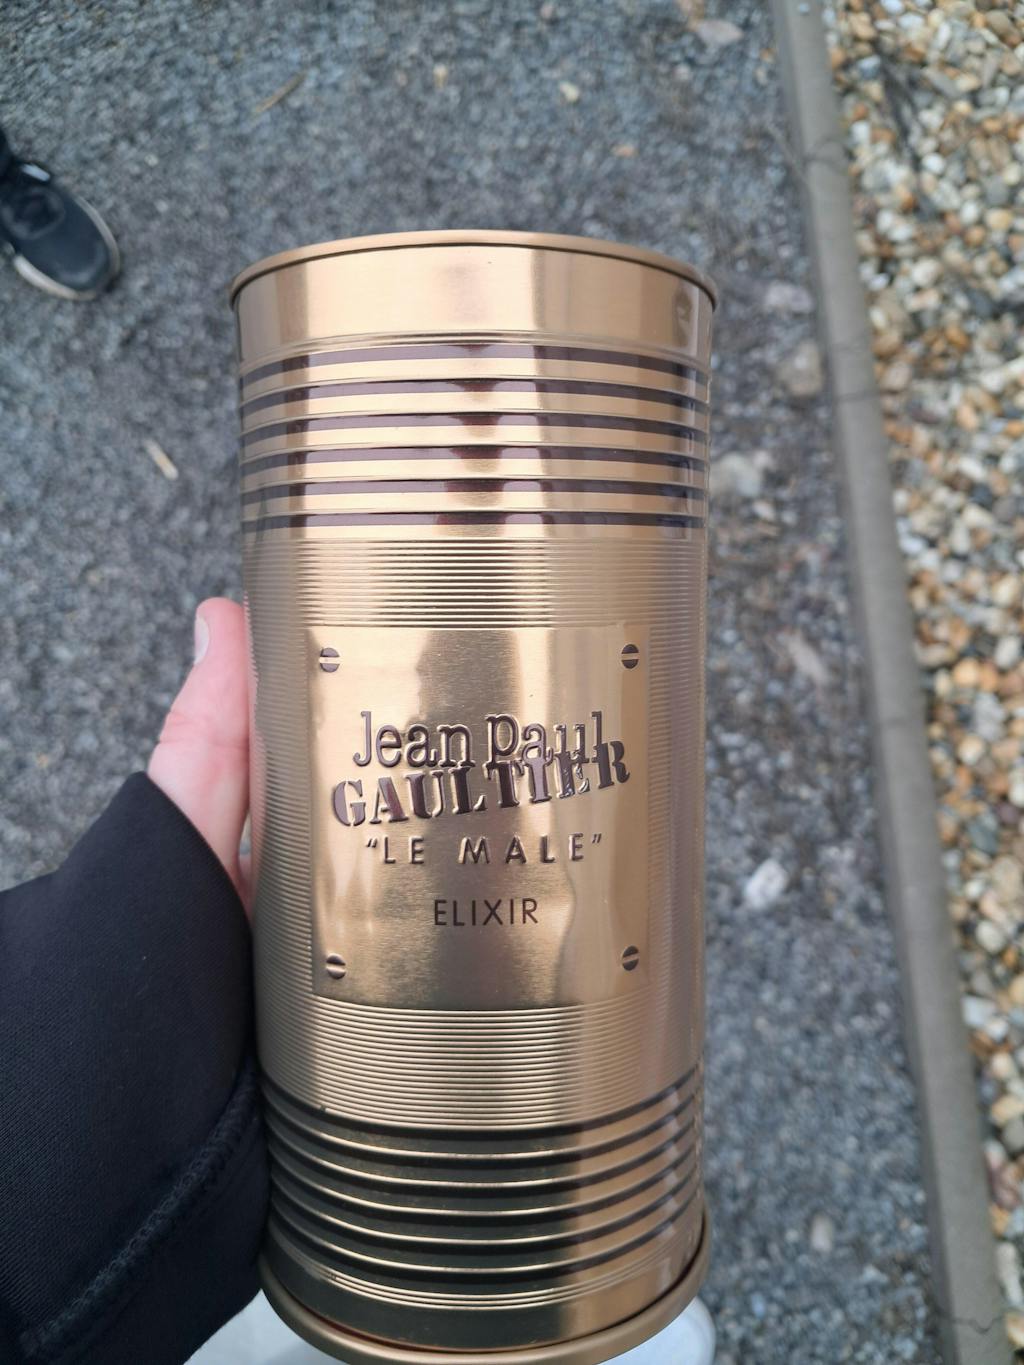 Jean Paul
GAULTIER
"LE MALE"
ELIXIR